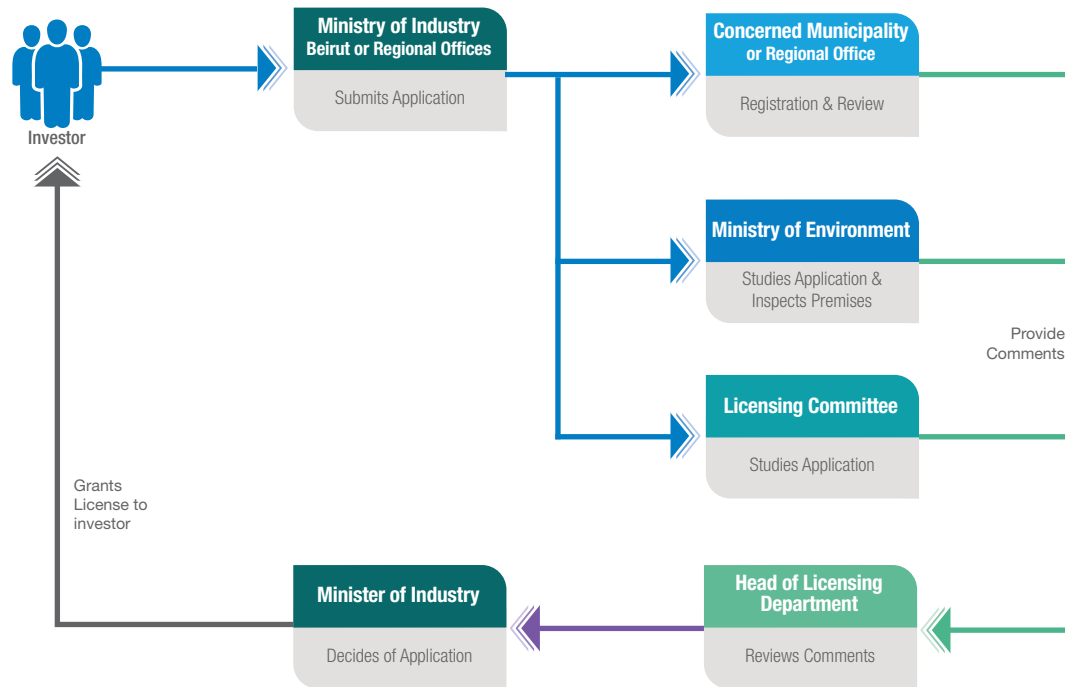 Investor
Ministry of Industry
Beirut or Regional Offices
Submits Application
Concerned Municipality
or Regional Office
Registration & Review
Ministry of Environment
Studies Application &
Inspects Premises
Provide
Comments
Licensing Committee
Studies Application
Grants
License to
investor
Minister of Industry
Decides of Application
Head of Licensing
Department
Reviews Comments